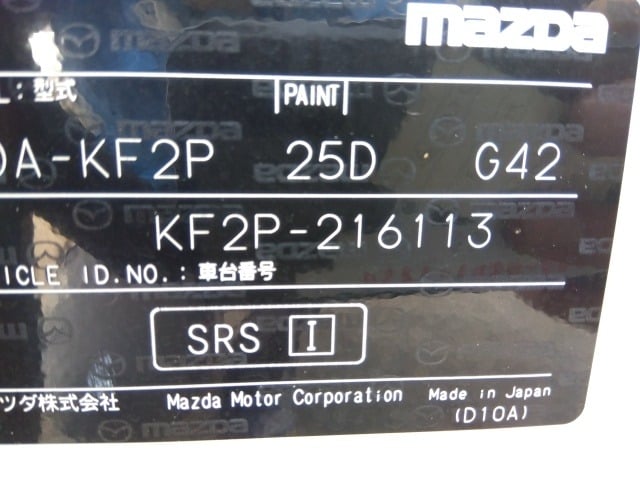 mazda
L: 型式 PAINT
DA-KF2P 25D G42
KF2P-216113
ICLE ID.NO.: 車台番号
SRS I
ツダ株式会社 Mazda Motor Corporation Made in Japan
(D10A)